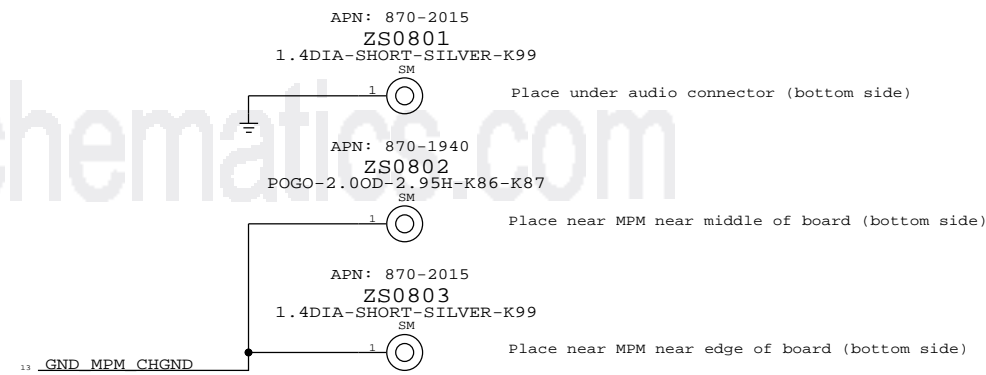 APN: 870-2015
ZS0801
1.4DIA-SHORT-SILVER-K99
SM
1
Place under audio connector (bottom side)
chematics.com
APN: 870-1940
ZS0802
POGO-2.0OD-2.95H-K86-K87
SM
1
Place near MPM near middle of board (bottom side)
APN: 870-2015
ZS0803
1.4DIA-SHORT-SILVER-K99
SM
1
Place near MPM near edge of board (bottom side)
13 GND_MPM_CHGND